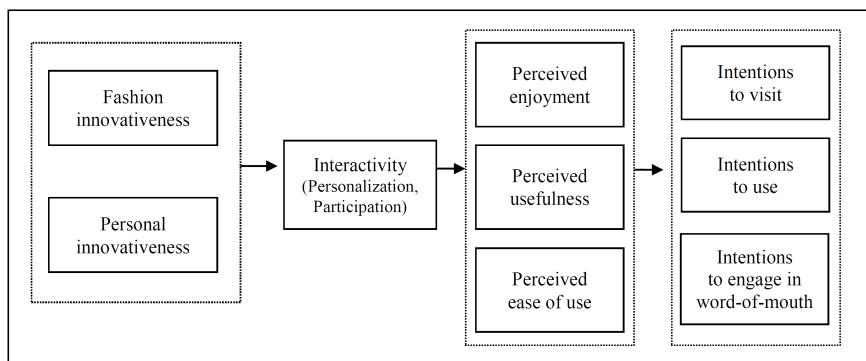 Fashion
innovativeness
Personal
innovativeness
Interactivity
(Personalization,
Participation)
Perceived
enjoyment
Perceived
usefulness
Perceived
ease of use
Intentions
to visit
Intentions
to use
Intentions
to engage in
word-of-mouth